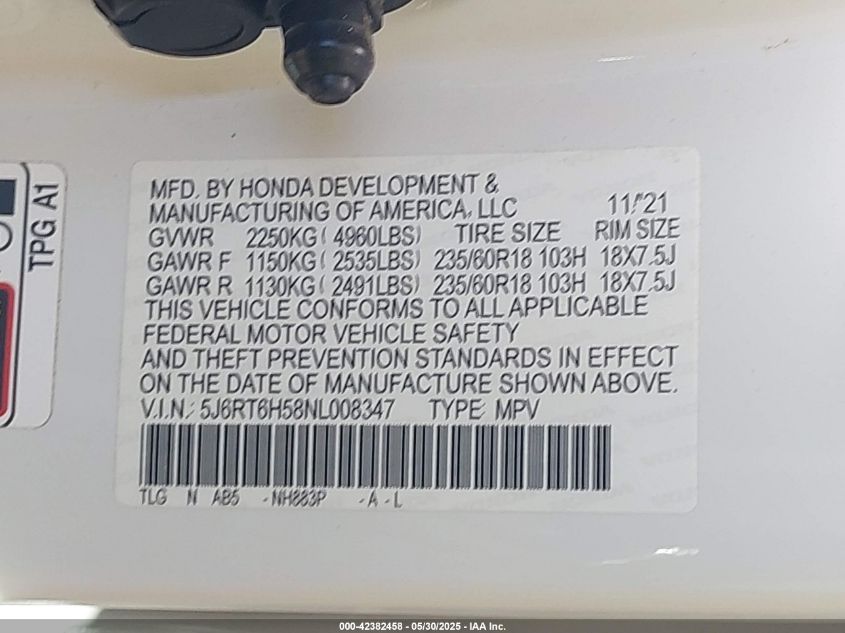 TPG A1
MFD. BY HONDA DEVELOPMENT &
MANUFACTURING OF AMERICA, LLC 11/21
GVWR 2250KG ( 4960LBS) TIRE SIZE RIM SIZE
GAWR F 1150KG ( 2535LBS) 235/60R18 103H 18X7.5J
GAWR R 1130KG ( 2491LBS) 235/60R18 103H 18X7.5J
THIS VEHICLE CONFORMS TO ALL APPLICABLE
FEDERAL MOTOR VEHICLE SAFETY
AND THEFT PREVENTION STANDARDS IN EFFECT
ON THE DATE OF MANUFACTURE SHOWN ABOVE.
V.I.N.: 5J6RT6H58NL008347 TYPE: MPV
TLG N AB5 -NH883P -A -L
000-42382458 - 05/30/2025 - IAA Inc.